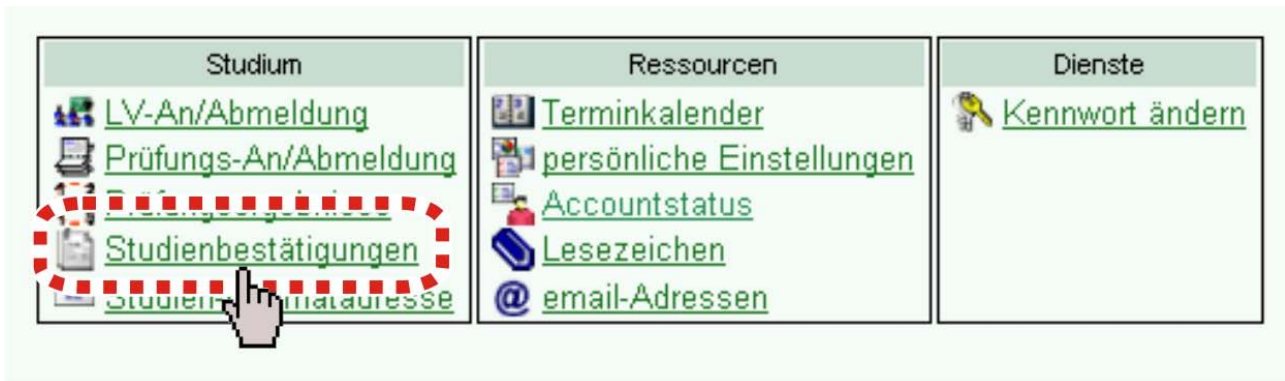 Studium
LV-An/Abmeldung
Prüfungs-An/Abmeldung
Prüfungsergebnisse
Studienbestätigungen
Ressourcen
Terminkalender
persönliche Einstellungen
Accountstatus
Lesezeichen
@ email-Adressen
Dienste
Kennwort ändern